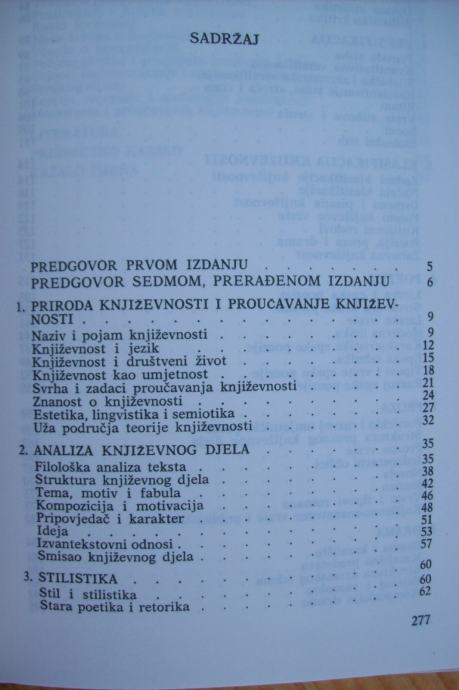 SADRŽAJ
PREDGOVOR PRVOM IZDANJU . . . . . . . 5
PREDGOVOR SEDMOM, PRERAĐENOM IZDANJU 6
1. PRIRODA KNJIŽEVNOSTI I PROUČAVANJE KNJIŽEV-
NOSTI . . . . . . . . . . . . 9
Naziv i pojam književnosti . . . . . . . 9
Književnost i jezik . . . . . . . . 12
Književnost i društveni život . . . . . . 15
Književnost kao umjetnost . . . . . . . 18
Svrha i zadaci proučavanja književnosti . . . . 21
Znanost o književnosti . . . . . . . 24
Estetika, lingvistika i semiotika . . . . . . 27
Uža područja teorije književnosti . . . . . 32
2. ANALIZA KNJIŽEVNOG DJELA . . . . . . 35
Filološka analiza teksta . . . . . . . . 35
Struktura književnog djela . . . . . . . 38
Tema, motiv i fabula . . . . . . . . 42
Kompozicija i motivacija . . . . . . . 46
Pripovjedač i karakter . . . . . . . . 48
Ideja . . . . . . . . . . . . 51
Izvantekstovni odnosi . . . . . . . . 53
Smisao književnog djela . . . . . . . . 57
3. STILISTIKA . . . . . . . . . . 60
Stil i stilistika . . . . . . . . . . 60
Stara poetika i retorika . . . . . . . . 62
277